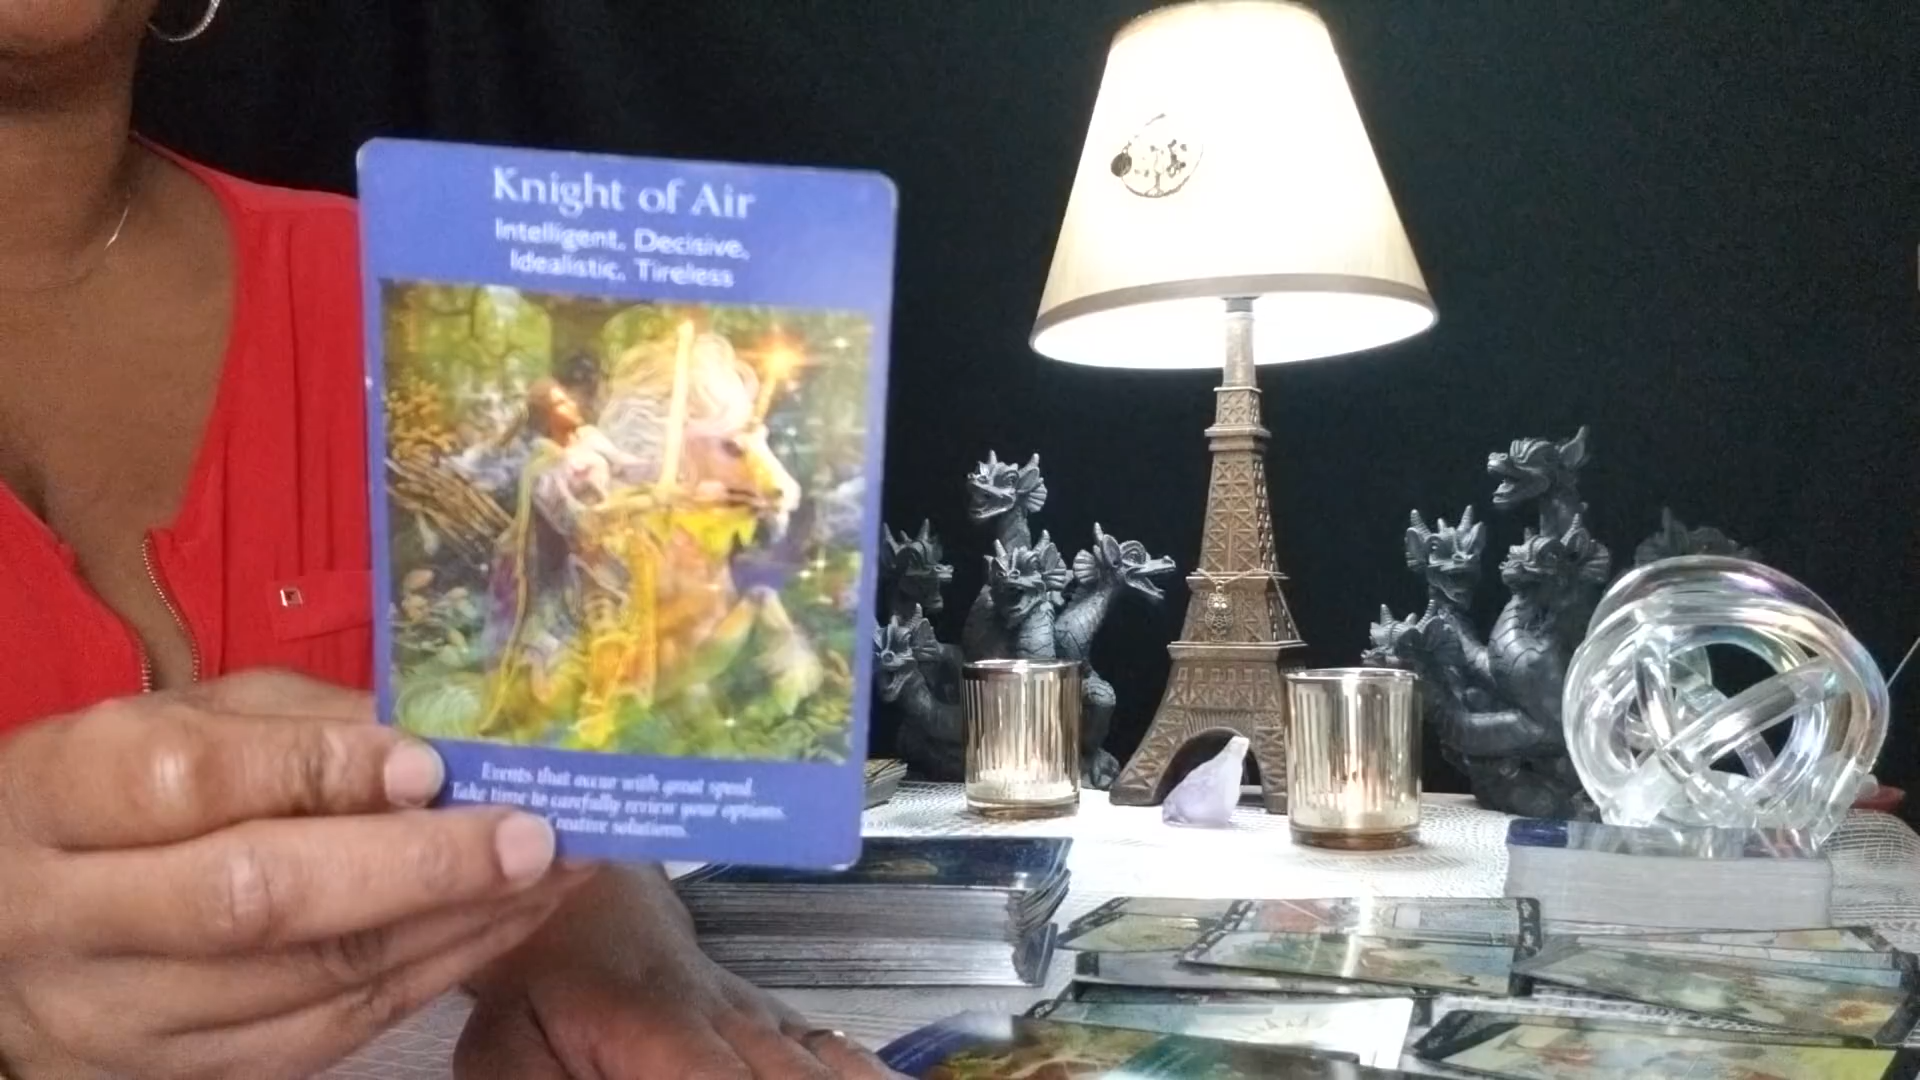 Knight of Air
Intelligent. Decisive.
Idealistic. Tireless
Events that occur with great speed.
Take time to carefully review your options.
Creative solutions.